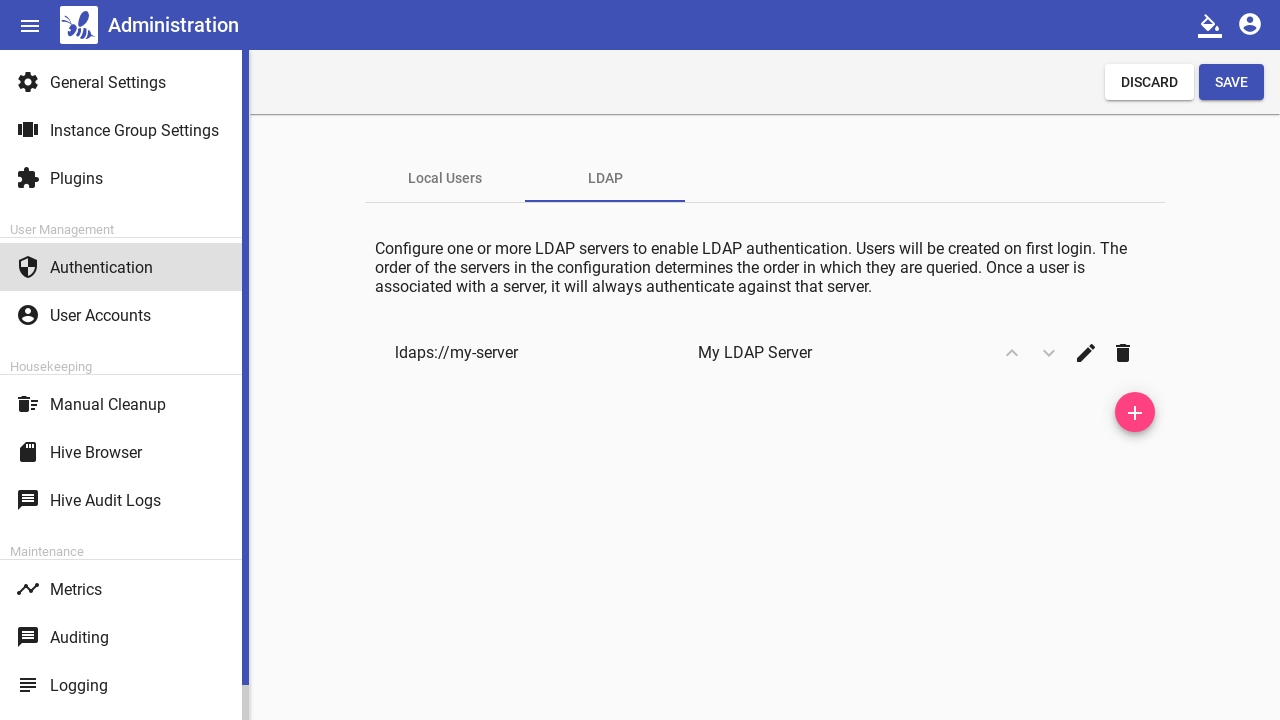 Administration
General Settings
Instance Group Settings
Plugins
User Management
Authentication
User Accounts
Housekeeping
Manual Cleanup
Hive Browser
Hive Audit Logs
Maintenance
Metrics
Auditing
Logging
DISCARD
SAVE
Local Users
LDAP
Configure one or more LDAP servers to enable LDAP authentication. Users will be created on first login. The
order of the servers in the configuration determines the order in which they are queried. Once a user is
associated with a server, it will always authenticate against that server.
ldaps://my-server
My LDAP Server